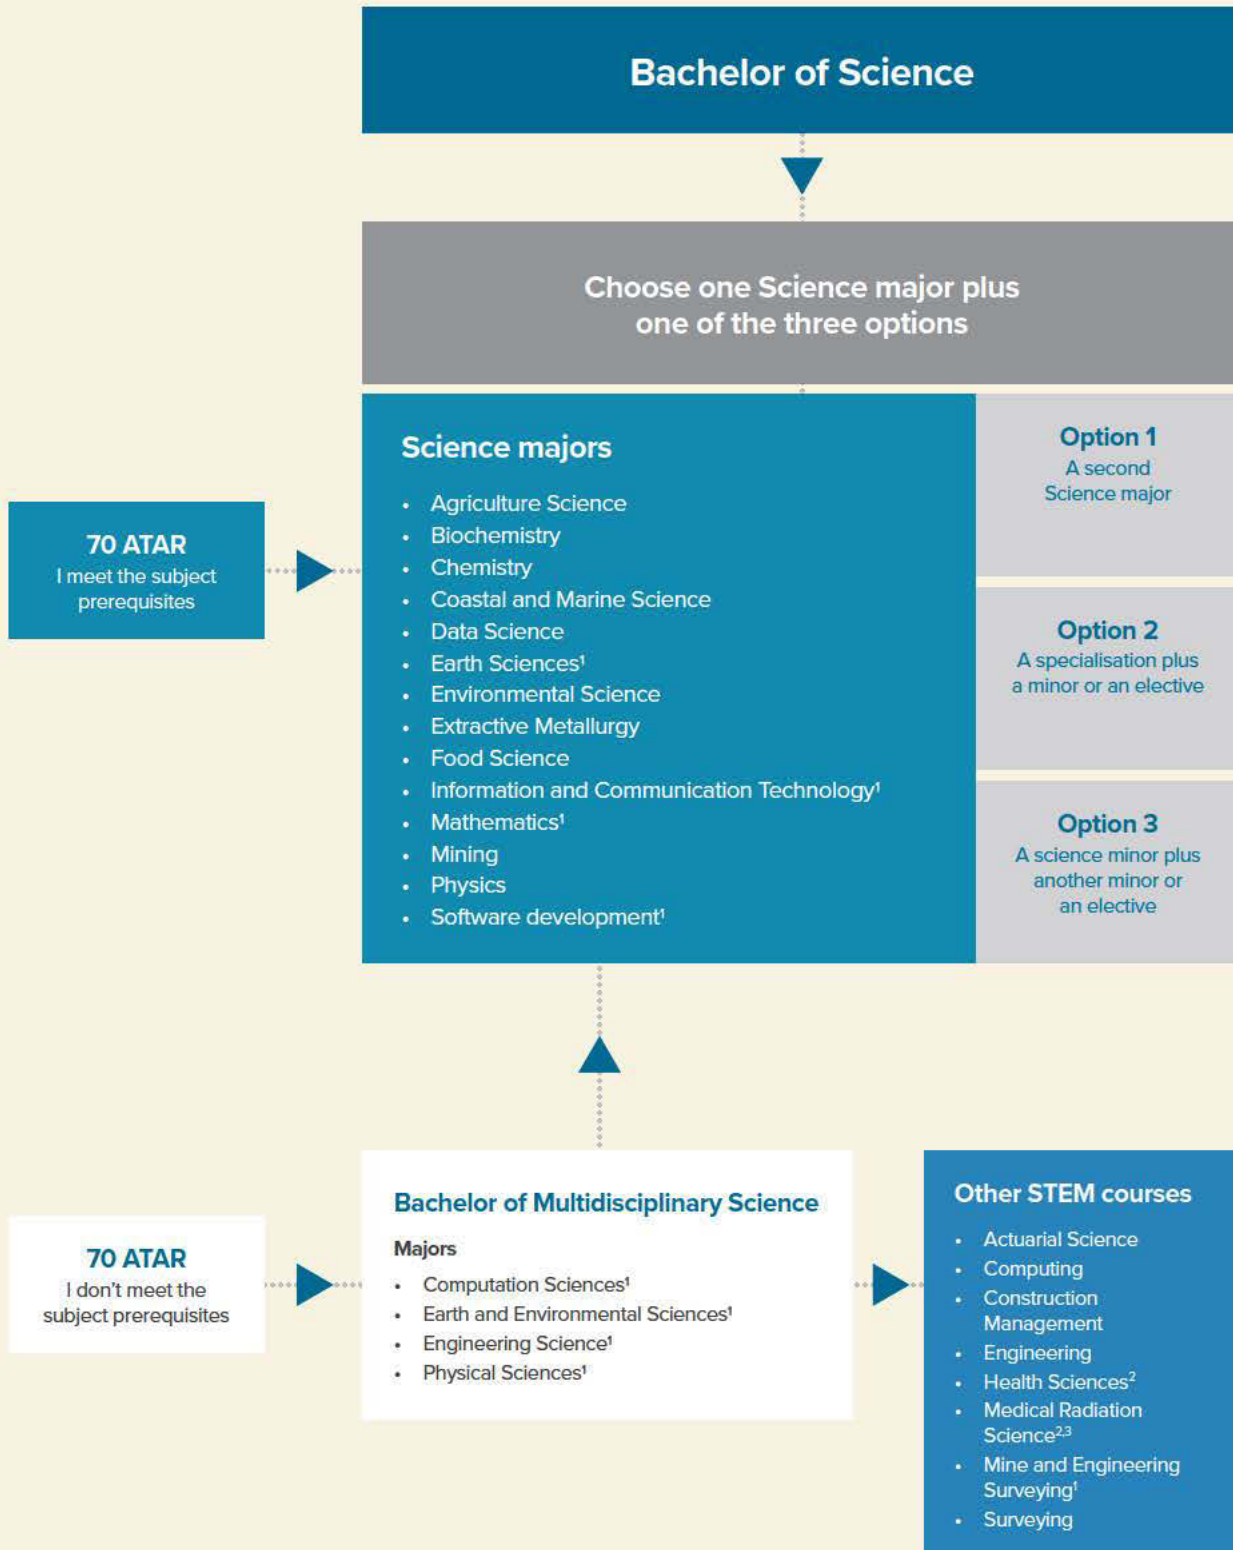 Bachelor of Science
Choose one Science major plus
one of the three options
Science majors
• Agriculture Science
• Biochemistry
• Chemistry
• Coastal and Marine Science
• Data Science
• Earth Sciences¹
• Environmental Science
• Extractive Metallurgy
• Food Science
• Information and Communication Technology¹
• Mathematics¹
• Mining
• Physics
• Software development¹
Option 1
A second
Science major
Option 2
A specialisation plus
a minor or an elective
Option 3
A science minor plus
another minor or
an elective
70 ATAR
I meet the subject
prerequisites
70 ATAR
I don’t meet the
subject prerequisites
Bachelor of Multidisciplinary Science
Majors
• Computation Sciences¹
• Earth and Environmental Sciences¹
• Engineering Science¹
• Physical Sciences¹
Other STEM courses
• Actuarial Science
• Computing
• Construction
Management
• Engineering
• Health Sciences²
• Medical Radiation
Science²,³
• Mine and Engineering
Surveying¹
• Surveying